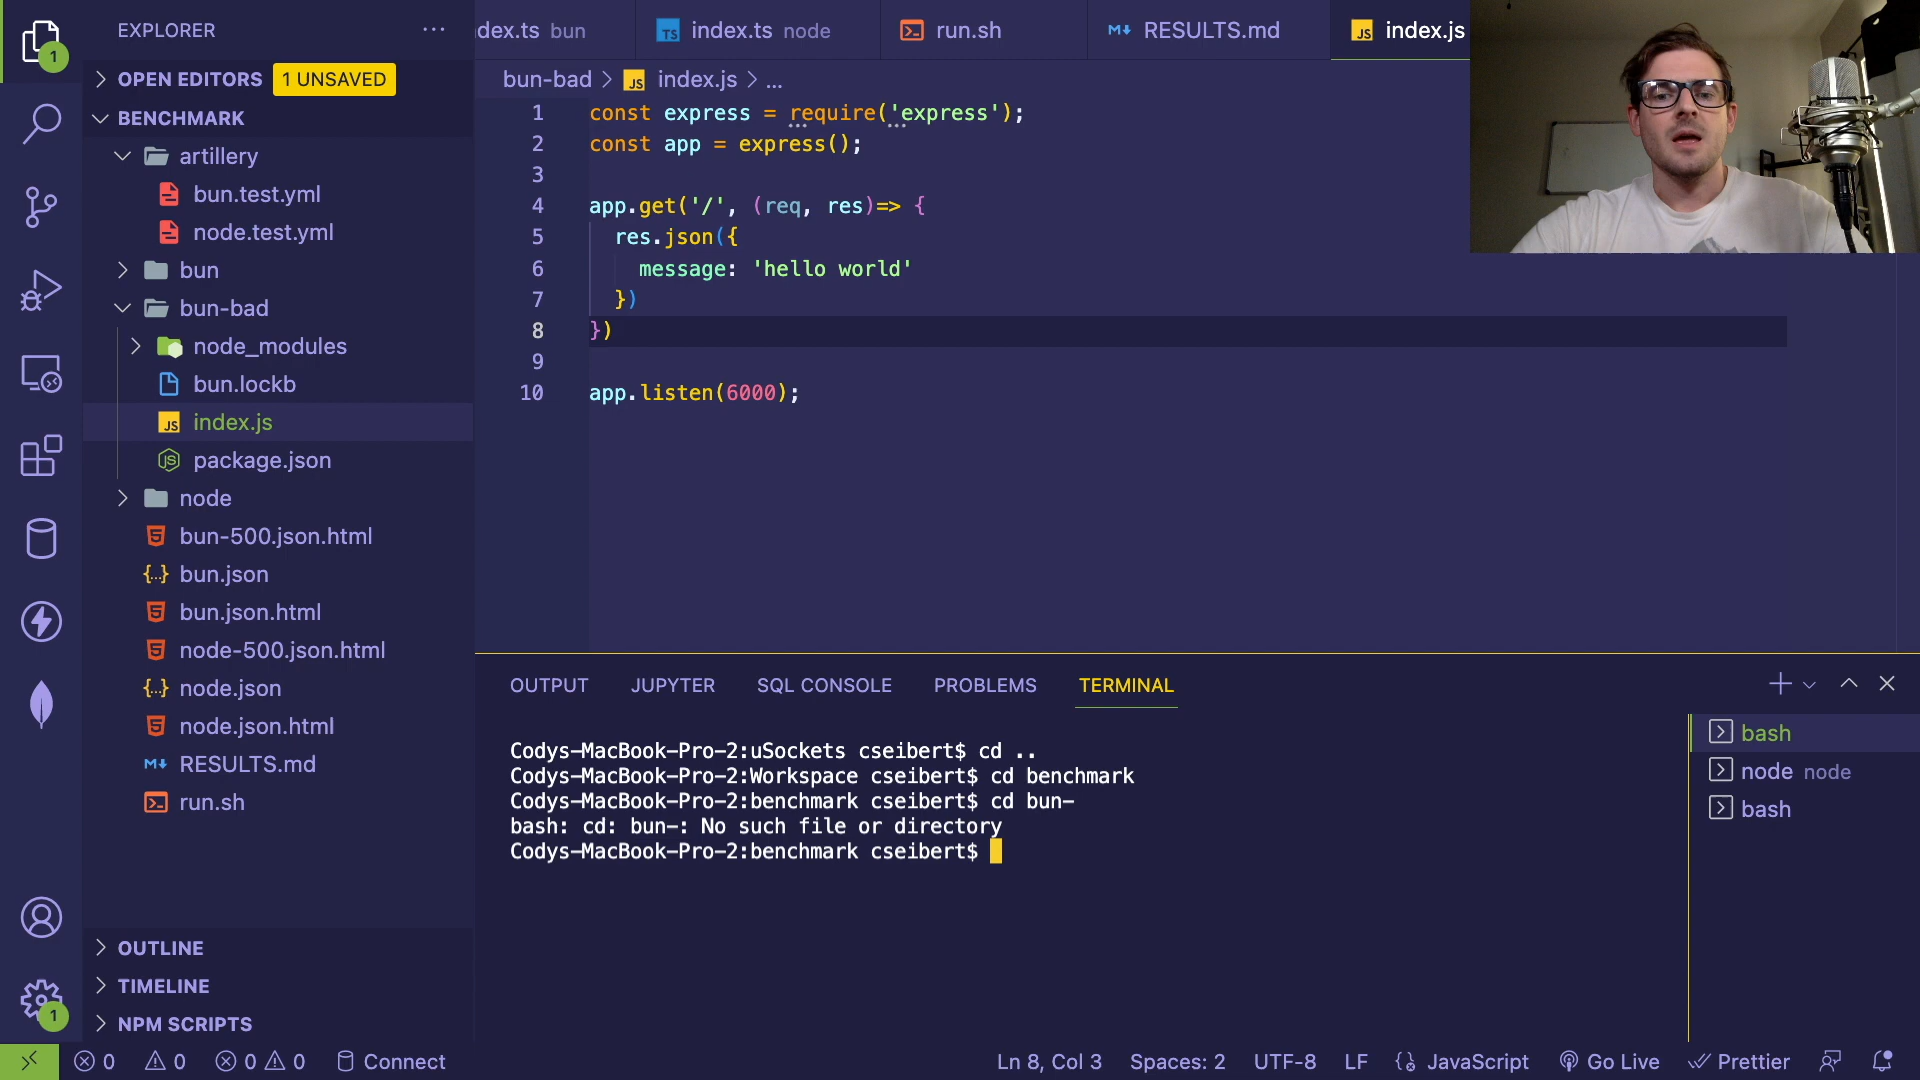 EXPLORER
OPEN EDITORS 1 UNSAVED
BENCHMARK
artillery
bun.test.yml
node.test.yml
bun
bun-bad
node_modules
bun.lockb
JS index.js
JS package.json
node
bun-500.json.html
{..} bun.json
bun.json.html
node-500.json.html
{..} node.json
node.json.html
RESULTS.md
run.sh
OUTLINE
TIMELINE
NPM SCRIPTS
1
1
dex.ts bun
TS index.ts node
run.sh
RESULTS.md
JS index.js
bun-bad > JS index.js > ...
1 const express = require('express');
2 const app = express();
3
4 app.get('/', (req, res)=> {
5 res.json({
6 message: 'hello world'
7 })
8 })
9
10 app.listen(6000);
OUTPUT JUPYTER SQL CONSOLE PROBLEMS TERMINAL
Codys-MacBook-Pro-2:uSockets cseibert$ cd ..
Codys-MacBook-Pro-2:Workspace cseibert$ cd benchmark
Codys-MacBook-Pro-2:benchmark cseibert$ cd bun-
bash: cd: bun-: No such file or directory
Codys-MacBook-Pro-2:benchmark cseibert$
bash
node node
bash
0 0 0 0 Connect
Ln 8, Col 3 Spaces: 2 UTF-8 LF {} JavaScript Go Live Prettier